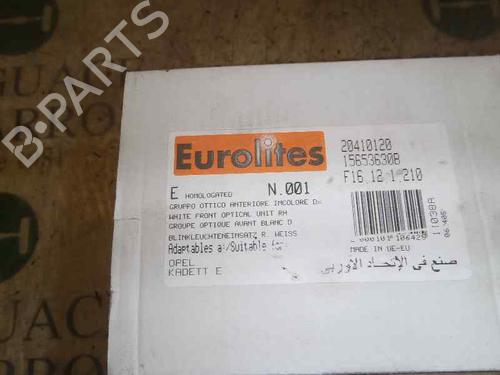 B-PARTS
Eurolites
20410120
15653630B
F16 12 1 210
E HOMOLOGATED N.001
GRUPPO OTTICO ANTERIORE INCOLORE Dx
WHITE FRONT OPTICAL UNIT RH
GROUPE OPTIQUE AVANT BLANC D
BLINKLEUCHTENEINSATZ R. WEISS
Adaptables a:/Suitable for:
OPEL
KADETT E
MADE IN UE-EU
صنع في الإتحاد الأوربي
11038A